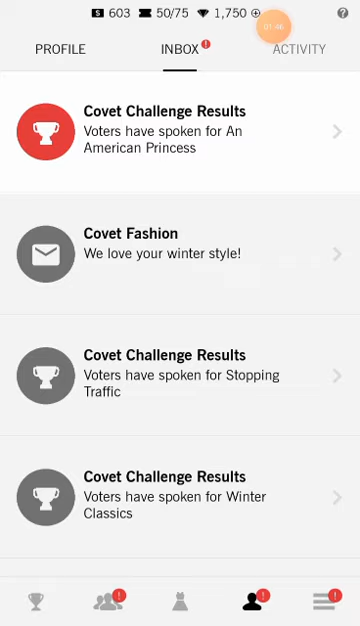 $ 603 50/75 1,750
01:46
?
PROFILE INBOX ! ACTIVITY
Covet Challenge Results
Voters have spoken for An
American Princess
Covet Fashion
We love your winter style!
Covet Challenge Results
Voters have spoken for Stopping
Traffic
Covet Challenge Results
Voters have spoken for Winter
Classics
! ! !